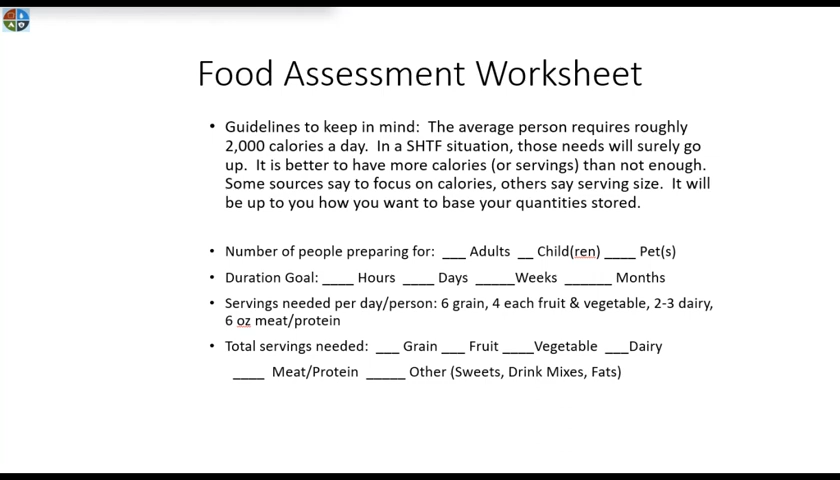 Food Assessment Worksheet
• Guidelines to keep in mind:  The average person requires roughly
2,000 calories a day.  In a SHTF situation, those needs will surely go
up.  It is better to have more calories (or servings) than not enough.
Some sources say to focus on calories, others say serving size.  It will
be up to you how you want to base your quantities stored.
• Number of people preparing for:  ___ Adults  __ Child(ren) ____ Pet(s)
• Duration Goal: ____ Hours  ____ Days  _____Weeks  ______ Months
• Servings needed per day/person: 6 grain, 4 each fruit & vegetable, 2-3 dairy,
6 oz meat/protein
• Total servings needed:  ___ Grain ___ Fruit ____Vegetable  ___Dairy
____  Meat/Protein  _____ Other (Sweets, Drink Mixes, Fats)